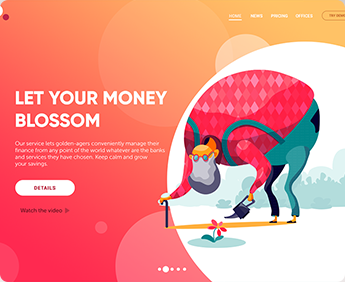 HOME NEWS PRICING OFFICES
LET YOUR MONEY
BLOSSOM
Our service lets golden-agers conveniently manage their
finance from any point of the world whatever are the banks
and services they have chosen. Keep calm and grow
your savings.
DETAILS
Watch the video